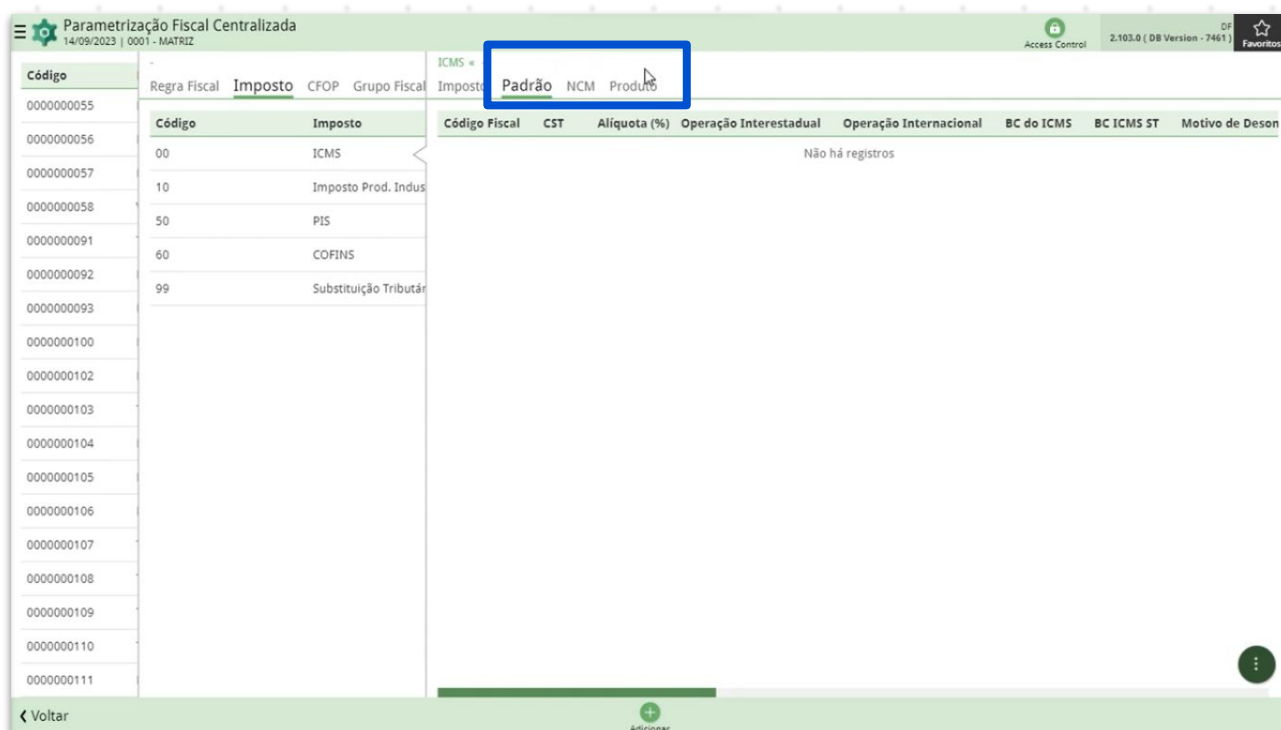 Parametrização Fiscal Centralizada
14/09/2023 | 0001 - MATRIZ
Access Control
DF
2.103.0 ( DB Version - 7461 )
Favoritos
Código
0000000055
0000000056
0000000057
0000000058
0000000091
0000000092
0000000093
0000000100
0000000102
0000000103
0000000104
0000000105
0000000106
0000000107
0000000108
0000000109
0000000110
0000000111
-
Regra Fiscal Imposto CFOP Grupo Fiscal
Código Imposto
00 ICMS
10 Imposto Prod. Indus
50 PIS
60 COFINS
99 Substituição Tributár
ICMS «
Imposto Padrão NCM Produto
Código Fiscal CST Alíquota (%) Operação Interestadual Operação Internacional BC do ICMS BC ICMS ST Motivo de Deson
Não há registros
Voltar
Adicionar